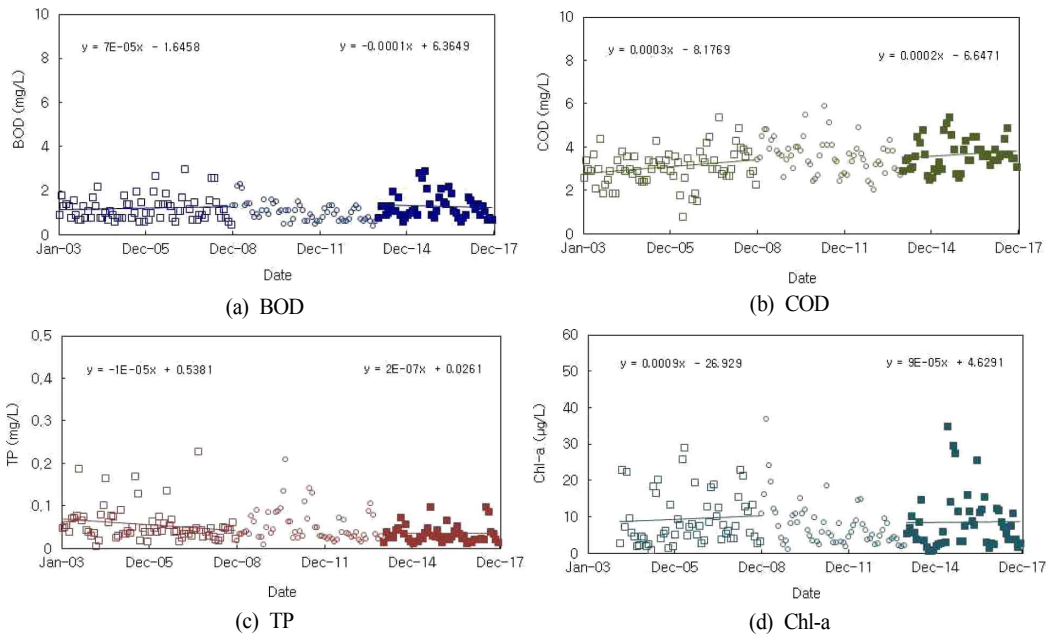 10
8
6
4
2
0
BOD (mg/L)
y = 7E-05x - 1.6458
y = -0.0001x + 6.3649
Jan-03 Dec-05 Dec-08 Dec-11 Dec-14 Dec-17
Date
(a) BOD
10
8
6
4
2
0
COD (mg/L)
y = 0.0003x - 8.1769
y = 0.0002x - 6.6471
Jan-03 Dec-05 Dec-08 Dec-11 Dec-14 Dec-17
Date
(b) COD
0.5
0.4
0.3
0.2
0.1
0.0
TP (mg/L)
y = -1E-05x + 0.5381
y = 2E-07x + 0.0261
Jan-03 Dec-05 Dec-08 Dec-11 Dec-14 Dec-17
Date
(c) TP
60
50
40
30
20
10
0
Chl-a (μg/L)
y = 0.0009x - 26.929
y = 9E-05x + 4.6291
Jan-03 Dec-05 Dec-08 Dec-11 Dec-14 Dec-17
Date
(d) Chl-a